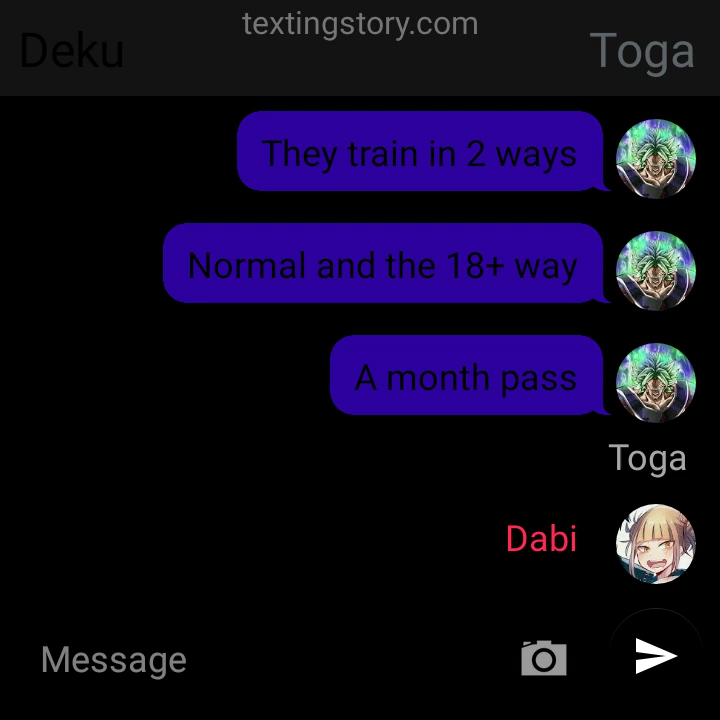 textingstory.com
Deku
Toga
They train in 2 ways
Normal and the 18+ way
A month pass
Toga
Dabi
Message